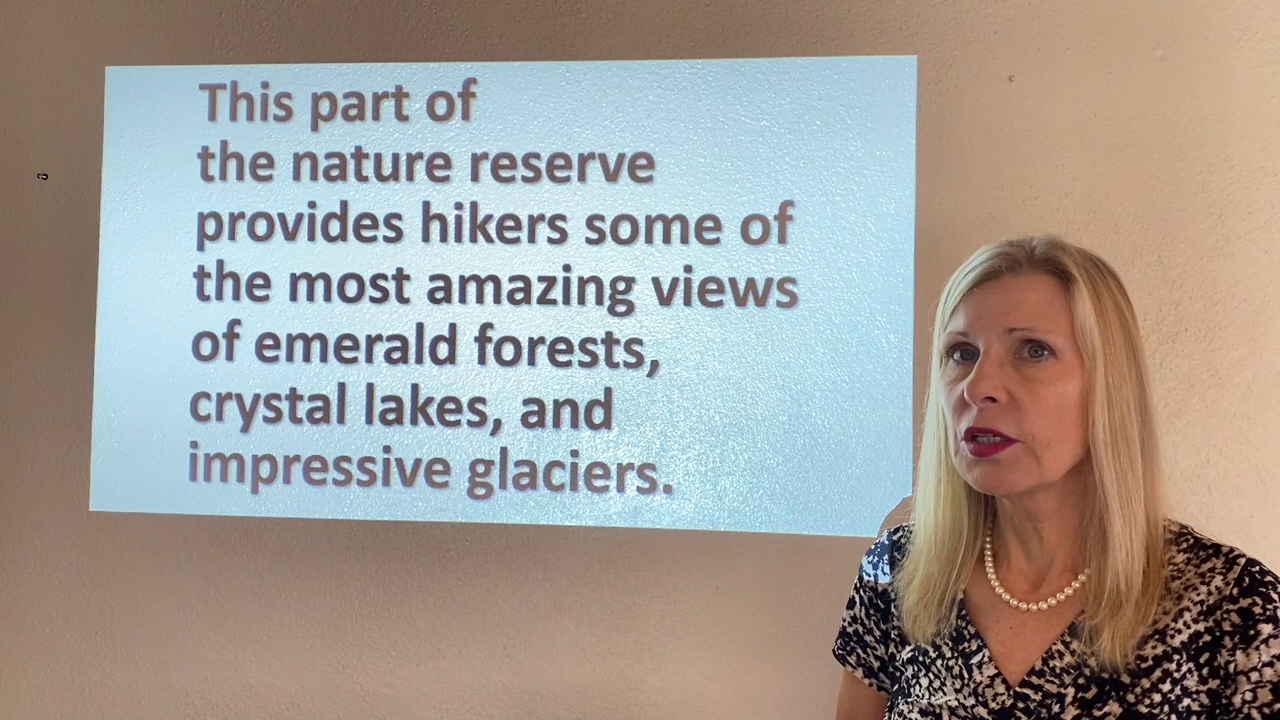 This part of
the nature reserve
provides hikers some of
the most amazing views
of emerald forests,
crystal lakes, and
impressive glaciers.